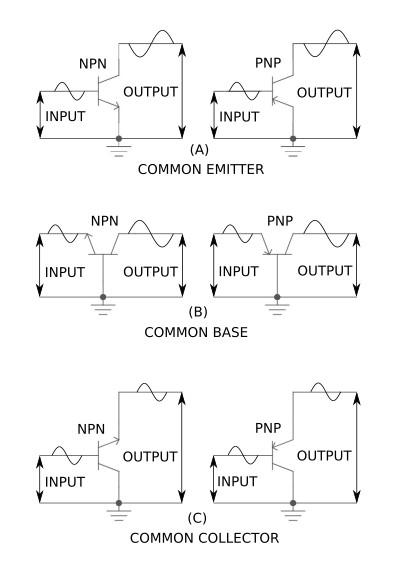 NPN
PNP
OUTPUT
OUTPUT
INPUT
INPUT
(A)
COMMON EMITTER
NPN
PNP
INPUT
OUTPUT
INPUT
OUTPUT
(B)
COMMON BASE
NPN
PNP
OUTPUT
OUTPUT
INPUT
INPUT
(C)
COMMON COLLECTOR